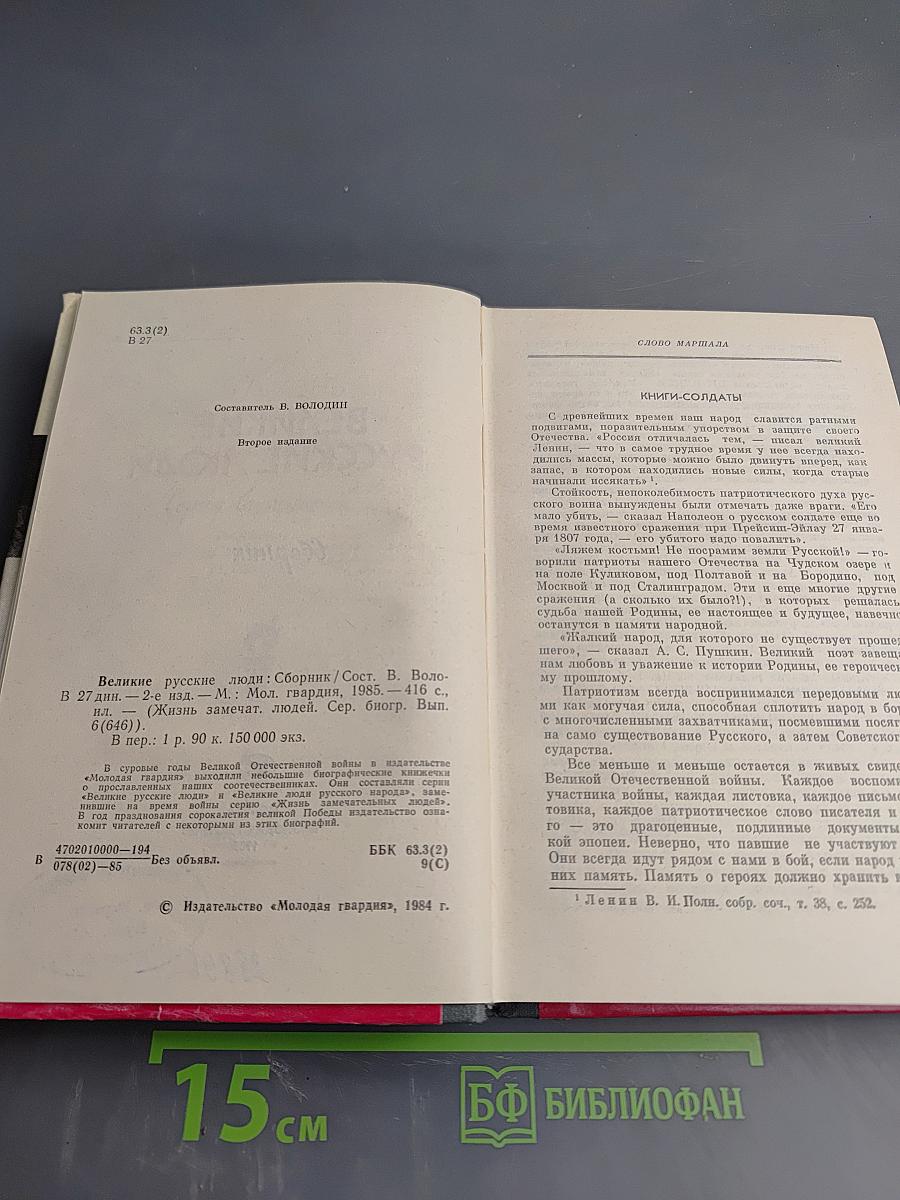 63.3(2)
В 27
Составитель В. ВОЛОДИН
Второе издание
Великие русские люди: Сборник/Сост. В. Воло-
В 27 дин. — 2-е изд. — М.: Мол. гвардия, 1985. — 416 с.,
ил. — (Жизнь замечат. людей. Сер. биогр. Вып.
6(646)).
В пер.: 1 р. 90 к. 150 000 экз.
В суровые годы Великой Отечественной войны в издательстве
«Молодая гвардия» выходили небольшие биографические книжечки
о прославленных наших соотечественниках. Они составляли серии
«Великие русские люди» и «Великие люди русского народа», заме-
нившие на время войны серию «Жизнь замечательных людей».
В год празднования сорокалетия великой Победы издательство озна-
комит читателей с некоторыми из этих биографий.
В 4702010000—194
078(02)—85 Без объявл.
ББК 63.3(2)
9(С)
© Издательство «Молодая гвардия», 1984 г.
СЛОВО МАРШАЛА
КНИГИ-СОЛДАТЫ
С древнейших времен наш народ славится ратными
подвигами, поразительным упорством в защите своего
Отечества. «Россия отличалась тем, — писал великий
Ленин, — что в самое трудное время у нее всегда нахо-
дились массы, которые можно было двинуть вперед, как
запас, в котором находились новые силы, когда старые
начинали иссякать» ¹.
Стойкость, непоколебимость патриотического духа рус-
ского воина вынуждены были отмечать даже враги. «Его
мало убить, — сказал Наполеон о русском солдате еще во
время известного сражения при Прейсиш-Эйлау 27 янва-
ря 1807 года, — его убитого надо повалить».
«Ляжем костьми! Не посрамим земли Русской!» — го-
ворили патриоты нашего Отечества на Чудском озере и
на поле Куликовом, под Полтавой и на Бородино, под
Москвой и под Сталинградом. Эти и еще многие другие
сражения (а сколько их было?!), в которых решалась
судьба нашей Родины, ее настоящее и будущее, навечно
останутся в памяти народной.
«Жалкий народ, для которого не существует прошед
шего», — сказал А. С. Пушкин. Великий поэт завеща
нам любовь и уважение к истории Родины, ее героичес
му прошлому.
Патриотизм всегда воспринимался передовыми лю
ми как могучая сила, способная сплотить народ в бор
с многочисленными захватчиками, посмевшими посяг
на само существование Русского, а затем Советског
сударства.
Все меньше и меньше остается в живых свиде
Великой Отечественной войны. Каждое воспоми
участника войны, каждая листовка, каждое письмо
товика, каждое патриотическое слово писателя и
го — это драгоценные, подлинные документы
кой эпопеи. Неверно, что павшие не участвуют
Они всегда идут рядом с нами в бой, если народ
них память. Память о героях должно хранить
¹ Ленин В. И. Полн. собр. соч., т. 38, с. 252.
15 см
БФ БИБЛИОФАН